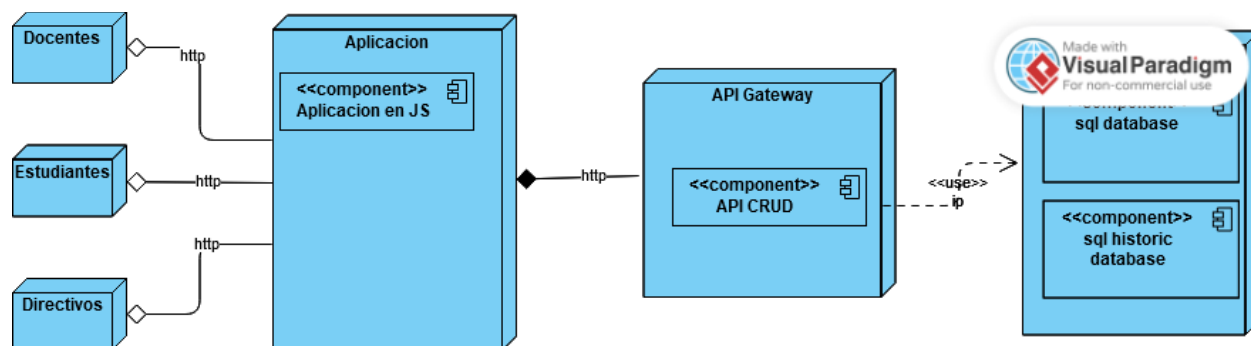 Docentes
http
Estudiantes
http
Directivos
http
Aplicacion
<<component>>
Aplicacion en JS
http
API Gateway
<<component>>
API CRUD
<<use>>
ip
Made with
Visual Paradigm
For non-commercial use
sql database
<<component>>
sql historic
database